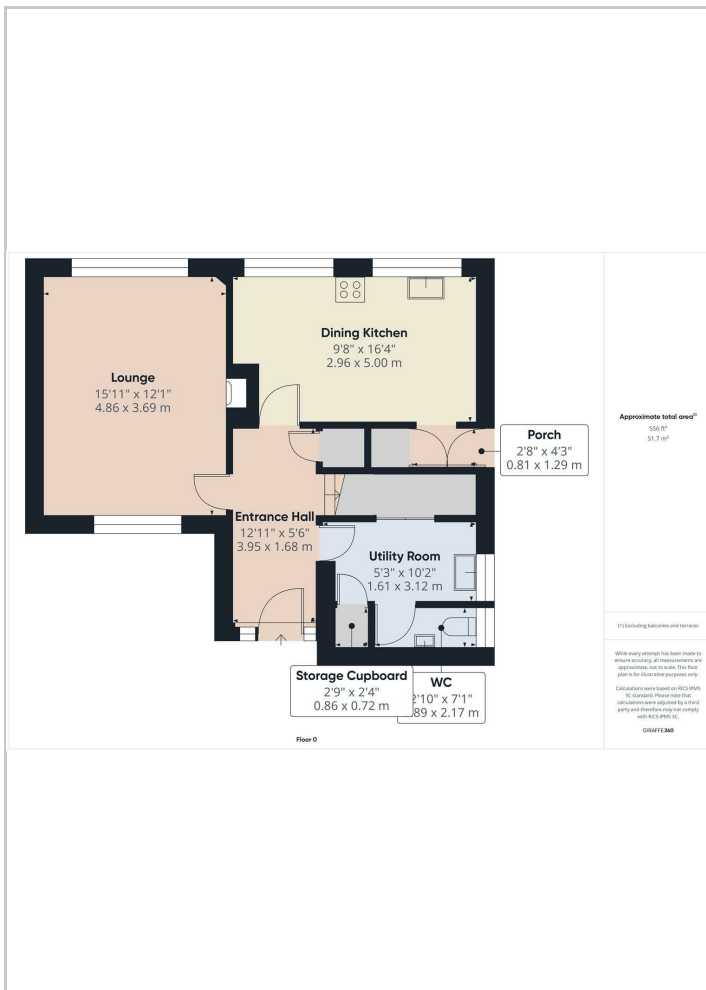 Dining Kitchen
9'8" x 16'4"
2.96 x 5.00 m
Lounge
15'11" x 12'1"
4.86 x 3.69 m
Porch
2'8" x 4'3"
0.81 x 1.29 m
Entrance Hall
12'11" x 5'6"
3.95 x 1.68 m
Utility Room
5'3" x 10'2"
1.61 x 3.12 m
Storage Cupboard
2'9" x 2'4"
0.86 x 0.72 m
WC
2'10" x 7'1"
.89 x 2.17 m
Floor 0
Approximate total area(1)
556 ft²
51.7 m²
(1) Excluding balconies and terraces
While every attempt has been made to
ensure accuracy, all measurements are
approximate, not to scale. This floor
plan is for illustrative purposes only.
Calculations were based on RICS IPMS
3C standard. Please note that
calculations were adjusted by a third
party and therefore may not comply
with RICS IPMS 3C.
GIRAFFE360